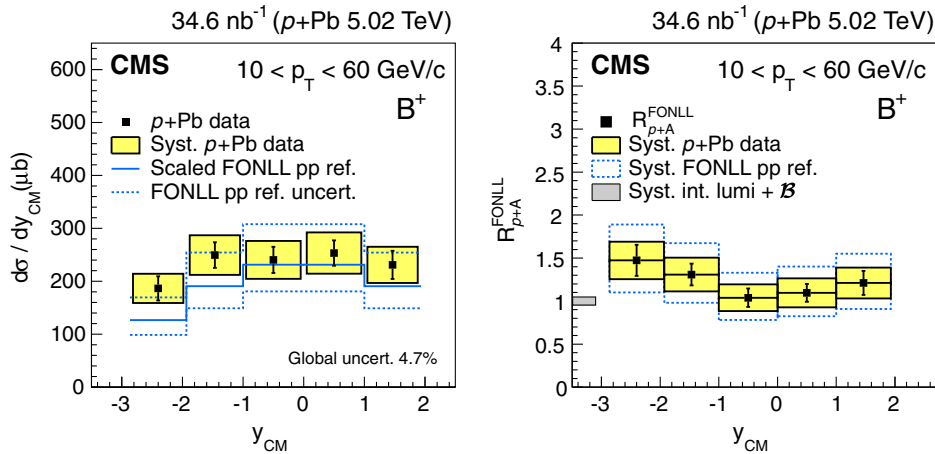 34.6 nb⁻¹ (p+Pb 5.02 TeV)
CMS
10 < p_T < 60 GeV/c
B⁺
p+Pb data
Syst. p+Pb data
Scaled FONLL pp ref.
FONLL pp ref. uncert.
Global uncert. 4.7%
dσ / dy_CM (μb)
600
500
400
300
200
100
0
-3 -2 -1 0 1 2
y_CM
34.6 nb⁻¹ (p+Pb 5.02 TeV)
CMS
10 < p_T < 60 GeV/c
B⁺
R_{p+A}^{FONLL}
Syst. p+Pb data
Syst. FONLL pp ref.
Syst. int. lumi + ℬ
R_{p+A}^{FONLL}
4
3.5
3
2.5
2
1.5
1
0.5
0
-3 -2 -1 0 1 2
y_CM